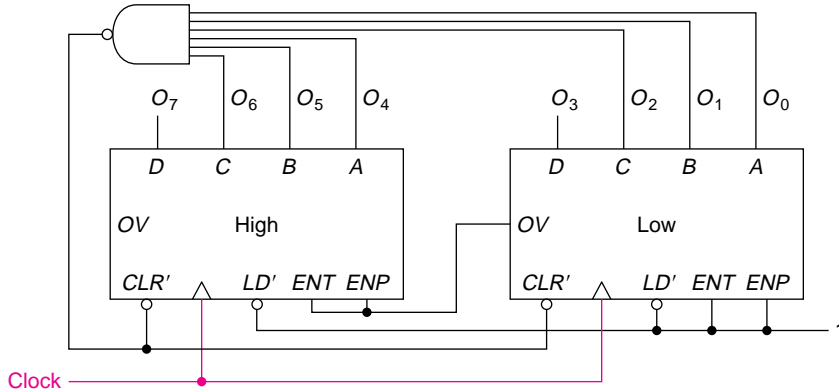 O₇ O₆ O₅ O₄ O₃ O₂ O₁ O₀
D C B A D C B A
OV High OV Low
CLR' LD' ENT ENP CLR' LD' ENT ENP
1
Clock